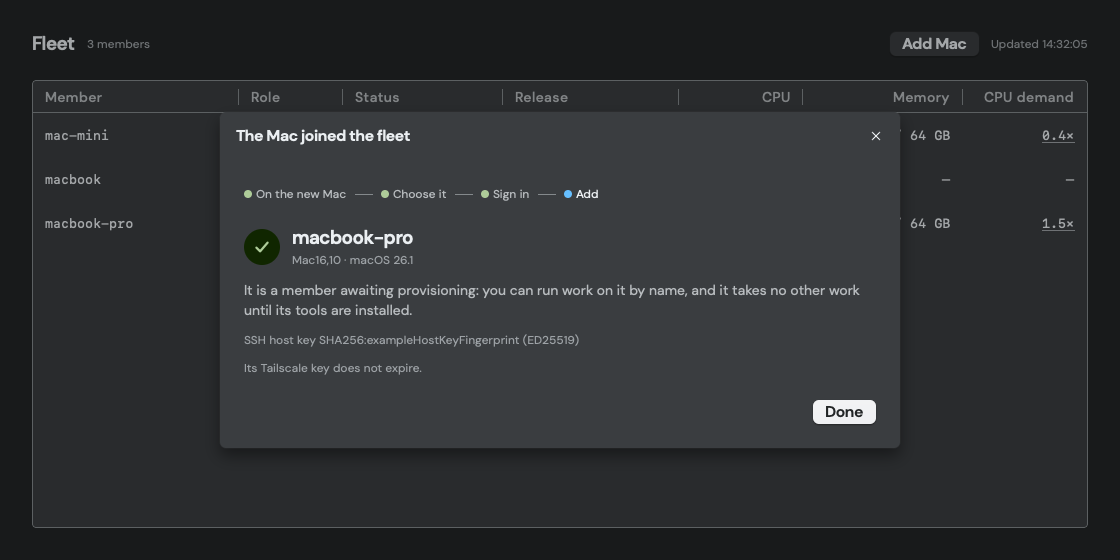 Fleet 3 members Add Mac Updated 14:32:05
Member Role Status Release CPU Memory CPU demand
mac-mini 64 GB 0.4×
macbook — —
macbook-pro 64 GB 1.5×
The Mac joined the fleet
On the new Mac Choose it Sign in Add
macbook-pro
Mac16,10 · macOS 26.1
It is a member awaiting provisioning: you can run work on it by name, and it takes no other work
until its tools are installed.
SSH host key SHA256:exampleHostKeyFingerprint (ED25519)
Its Tailscale key does not expire.
Done